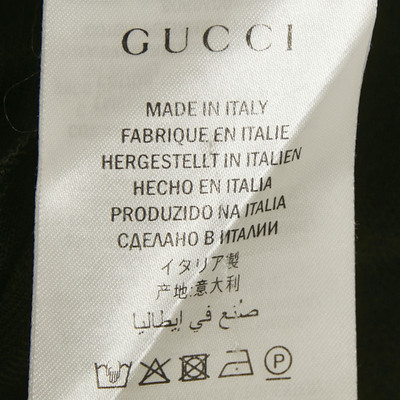 GUCCI
MADE IN ITALY
FABRIQUE EN ITALIE
HERGESTELLT IN ITALIEN
HECHO EN ITALIA
PRODUZIDO NA ITALIA
СДЕЛАНО В ИТАЛИИ
イタリア製
产地:意大利
صُنع في إيطاليا
P